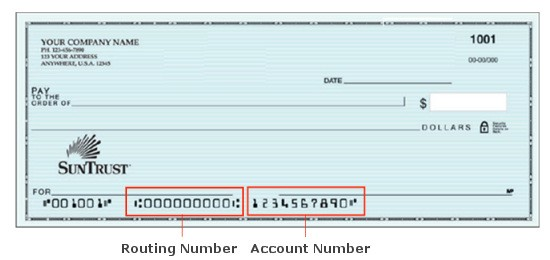 YOUR COMPANY NAME
PH. 123-456-7890
123 YOUR ADDRESS
ANYWHERE, U.S.A. 12345
1001
00-00/000
DATE
PAY
TO THE
ORDER OF
$
DOLLARS
SUNTRUST
FOR
MP
⑈001001⑈ ⑆000000000⑆ 1234567890⑈
Routing Number Account Number